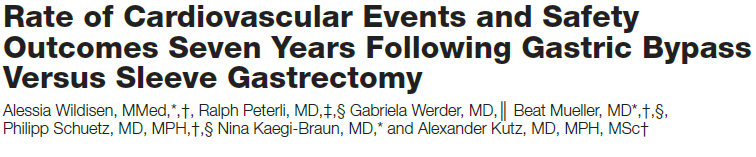 Rate of Cardiovascular Events and Safety
Outcomes Seven Years Following Gastric Bypass
Versus Sleeve Gastrectomy
Alessia Wildisen, MMed,*,†, Ralph Peterli, MD,‡,§ Gabriela Werder, MD,∥ Beat Mueller, MD*,†,§,
Philipp Schuetz, MD, MPH,†,§ Nina Kaegi-Braun, MD,* and Alexander Kutz, MD, MPH, MSc†